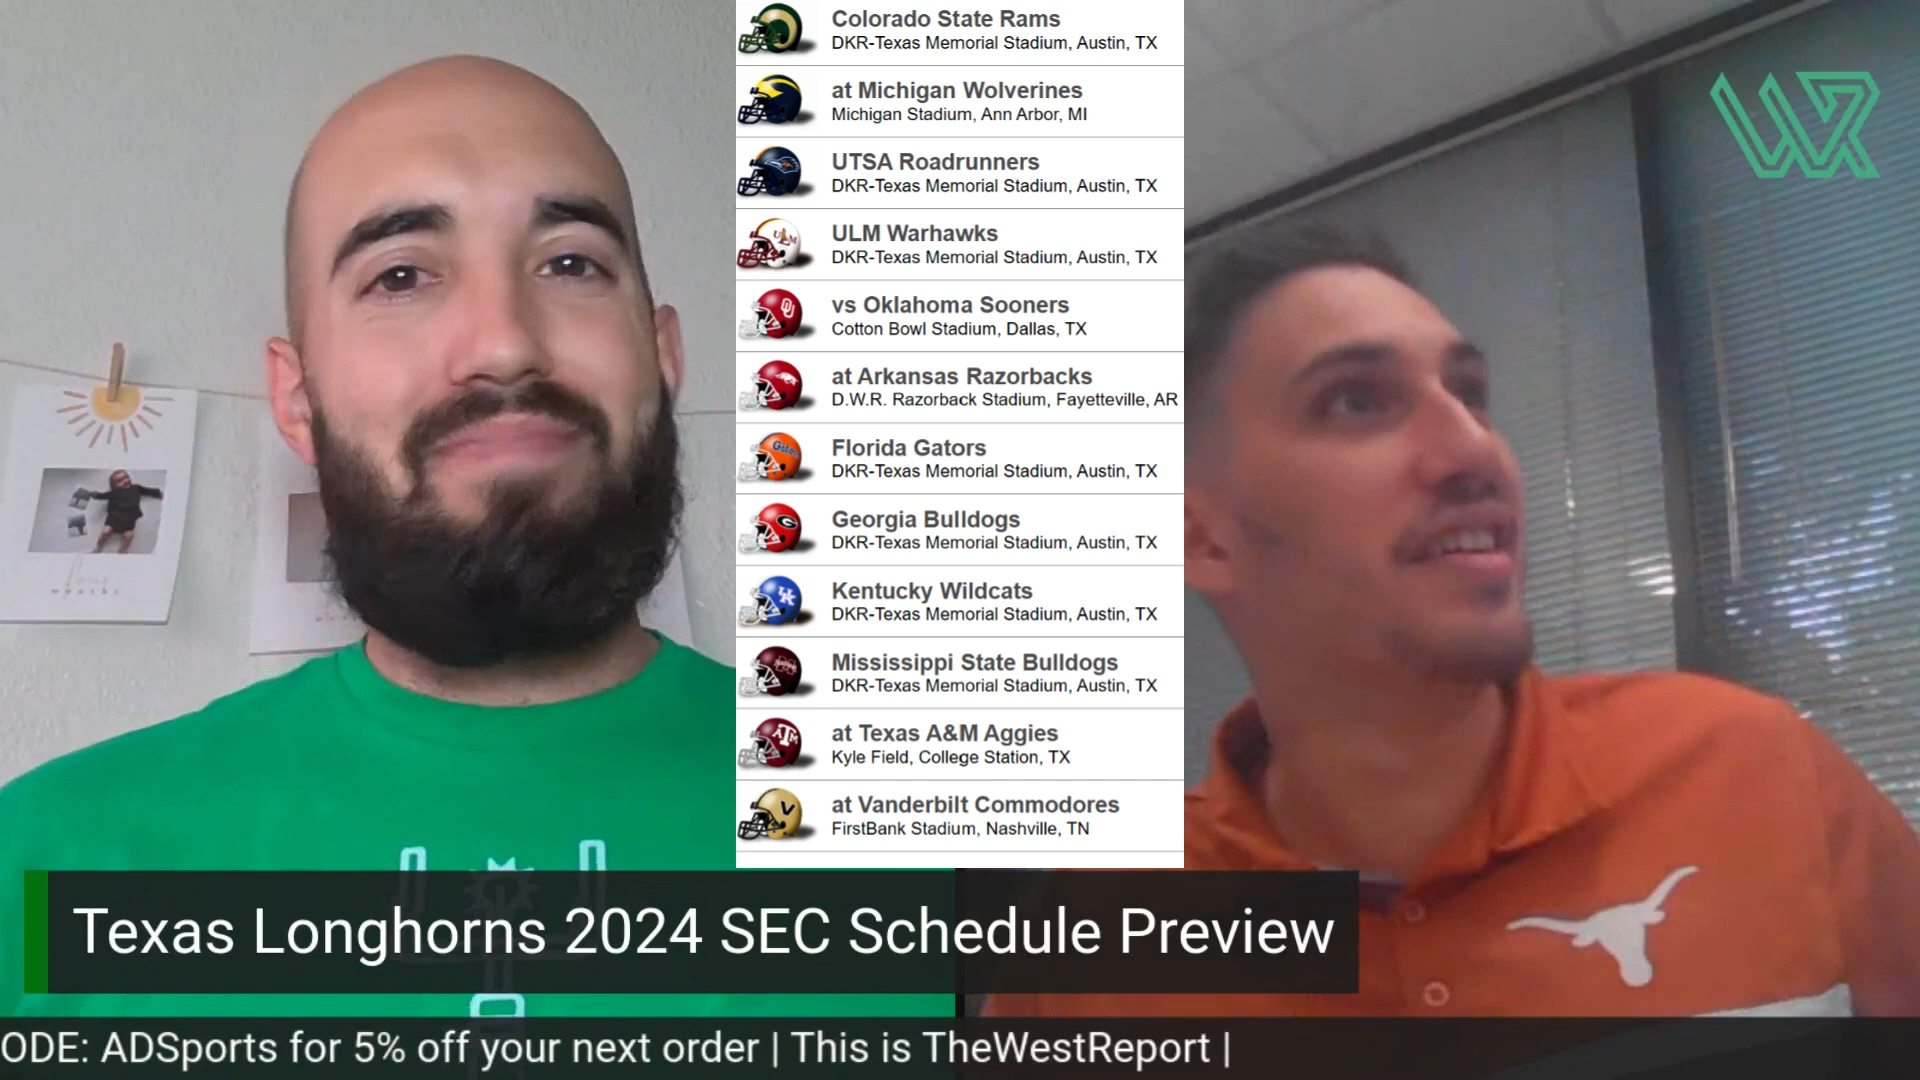 Colorado State Rams
DKR-Texas Memorial Stadium, Austin, TX
at Michigan Wolverines
Michigan Stadium, Ann Arbor, MI
UTSA Roadrunners
DKR-Texas Memorial Stadium, Austin, TX
ULM Warhawks
DKR-Texas Memorial Stadium, Austin, TX
vs Oklahoma Sooners
Cotton Bowl Stadium, Dallas, TX
at Arkansas Razorbacks
D.W.R. Razorback Stadium, Fayetteville, AR
Florida Gators
DKR-Texas Memorial Stadium, Austin, TX
Georgia Bulldogs
DKR-Texas Memorial Stadium, Austin, TX
Kentucky Wildcats
DKR-Texas Memorial Stadium, Austin, TX
Mississippi State Bulldogs
DKR-Texas Memorial Stadium, Austin, TX
at Texas A&M Aggies
Kyle Field, College Station, TX
at Vanderbilt Commodores
FirstBank Stadium, Nashville, TN
WR
Texas Longhorns 2024 SEC Schedule Preview
ODE: ADSports for 5% off your next order | This is TheWestReport |